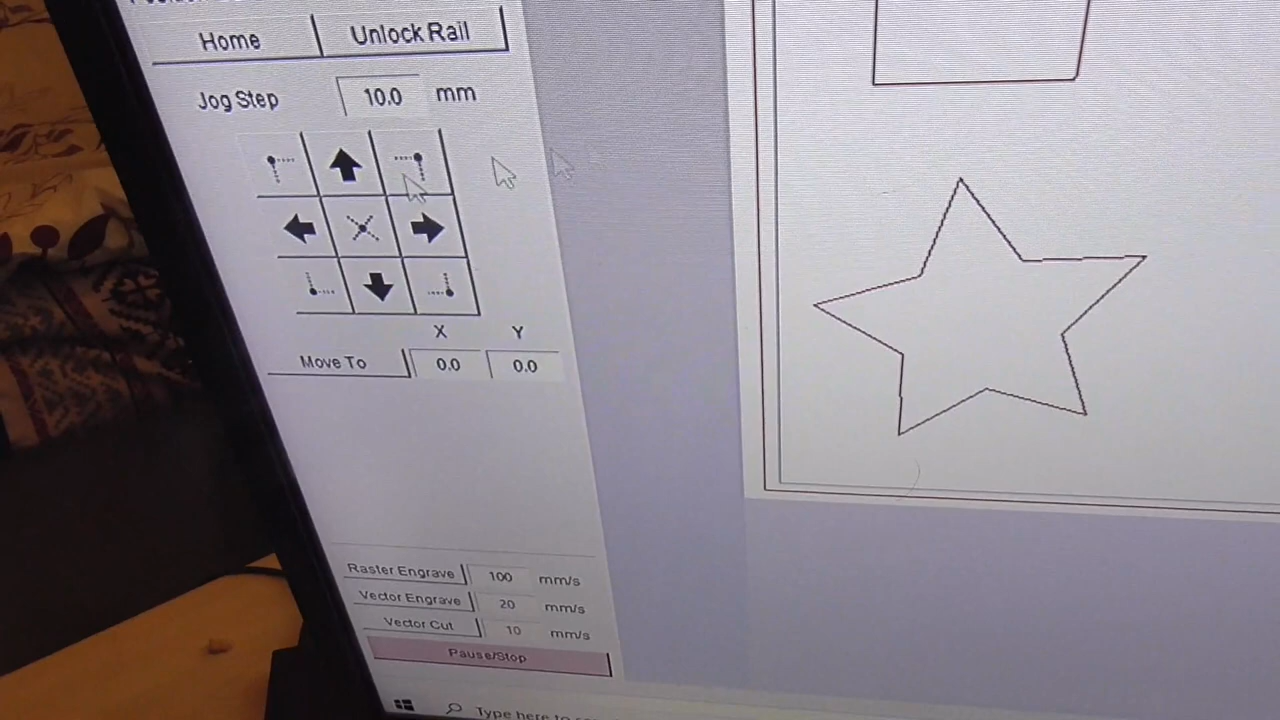 Home Unlock Rail
Jog Step 10.0 mm
X Y
Move To 0.0 0.0
Raster Engrave 100 mm/s
Vector Engrave 20 mm/s
Vector Cut 10 mm/s
Pause/Stop
Type here to